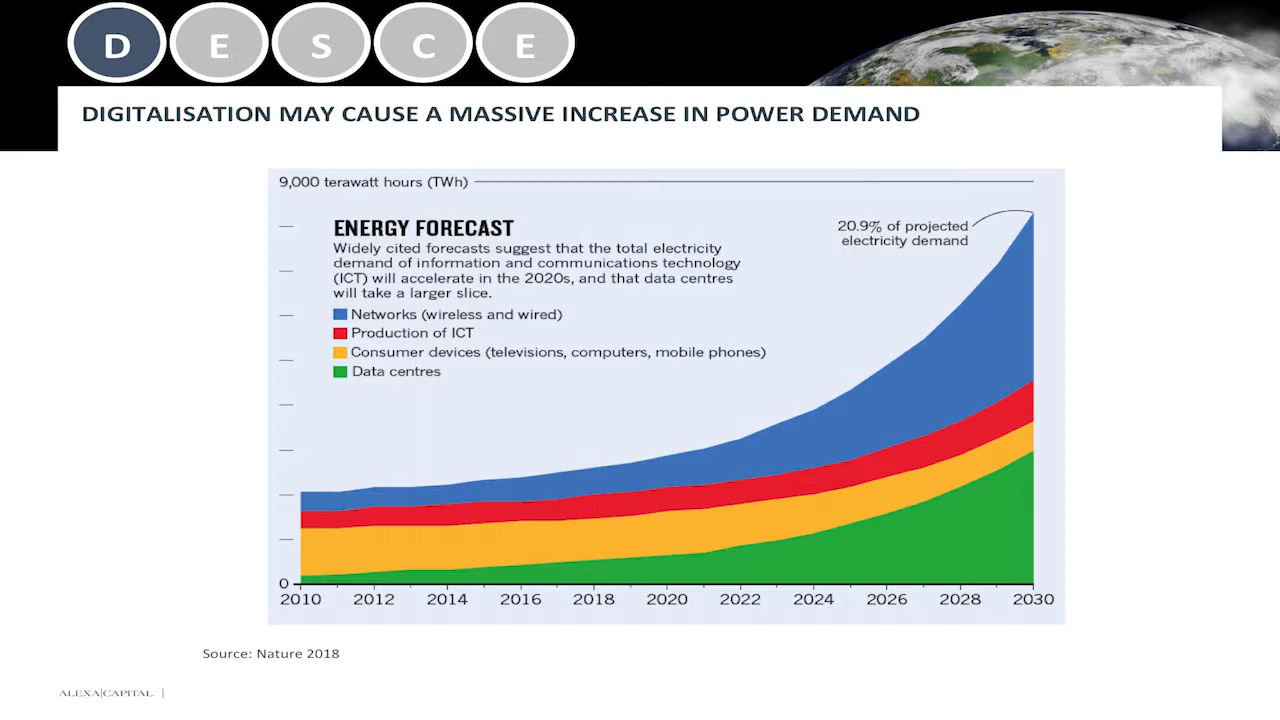 D E S C E
DIGITALISATION MAY CAUSE A MASSIVE INCREASE IN POWER DEMAND
9,000 terawatt hours (TWh)
ENERGY FORECAST
Widely cited forecasts suggest that the total electricity
demand of information and communications technology
(ICT) will accelerate in the 2020s, and that data centres
will take a larger slice.
20.9% of projected
electricity demand
Networks (wireless and wired)
Production of ICT
Consumer devices (televisions, computers, mobile phones)
Data centres
0
2010 2012 2014 2016 2018 2020 2022 2024 2026 2028 2030
Source: Nature 2018
ALEXA|CAPITAL |